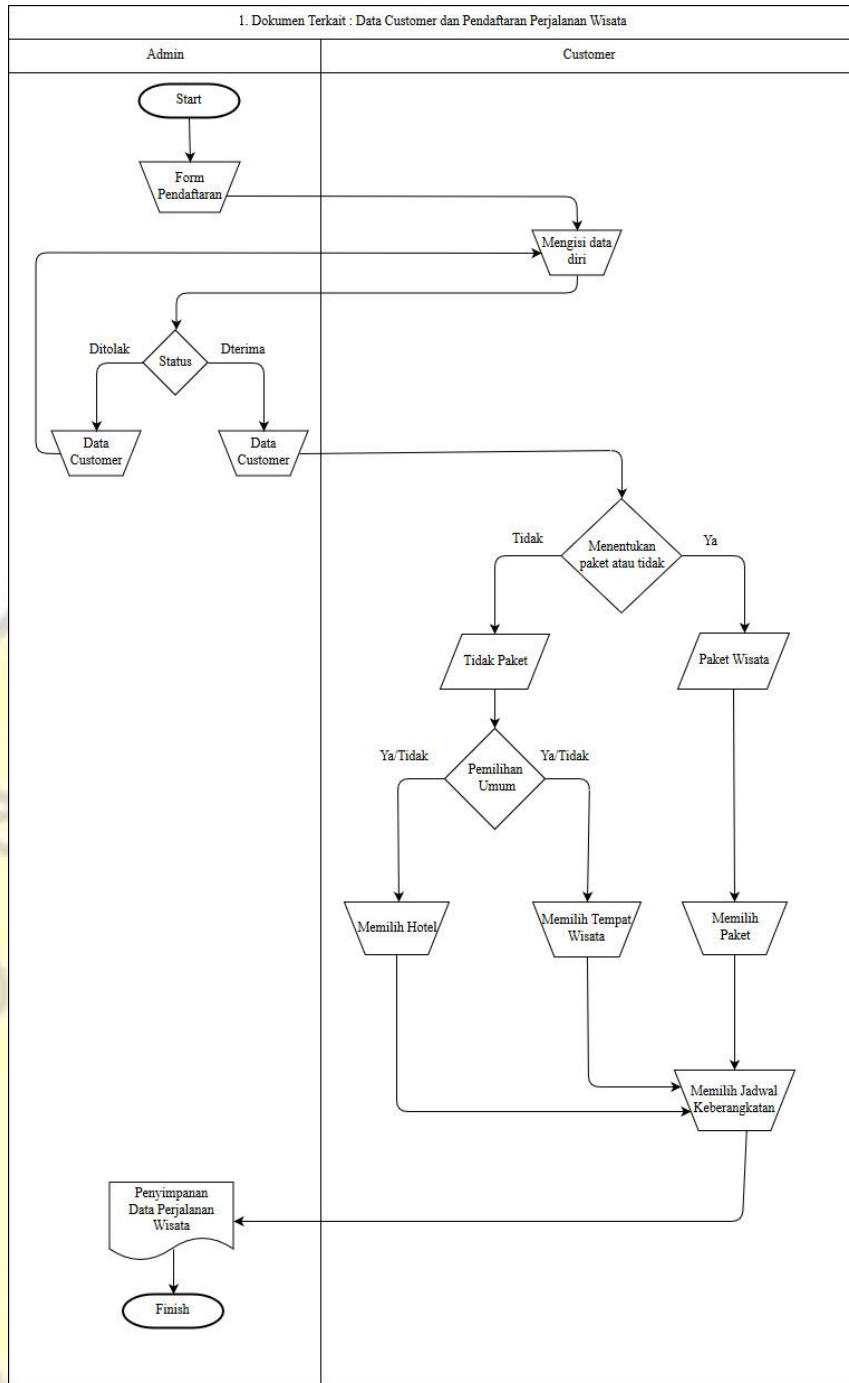 1. Dokumen Terkait : Data Customer dan Pendaftaran Perjalanan Wisata
Admin
Customer
Start
Form
Pendaftaran
Mengisi data
diri
Ditolak
Dterima
Status
Data
Customer
Data
Customer
Tidak
Ya
Menentukan
paket atau tidak
Tidak Paket
Paket Wisata
Ya/Tidak
Ya/Tidak
Pemilihan
Umum
Memilih Hotel
Memilih Tempat
Wisata
Memilih
Paket
Memilih Jadwal
Keberangkatan
Penyimpanan
Data Perjalanan
Wisata
Finish